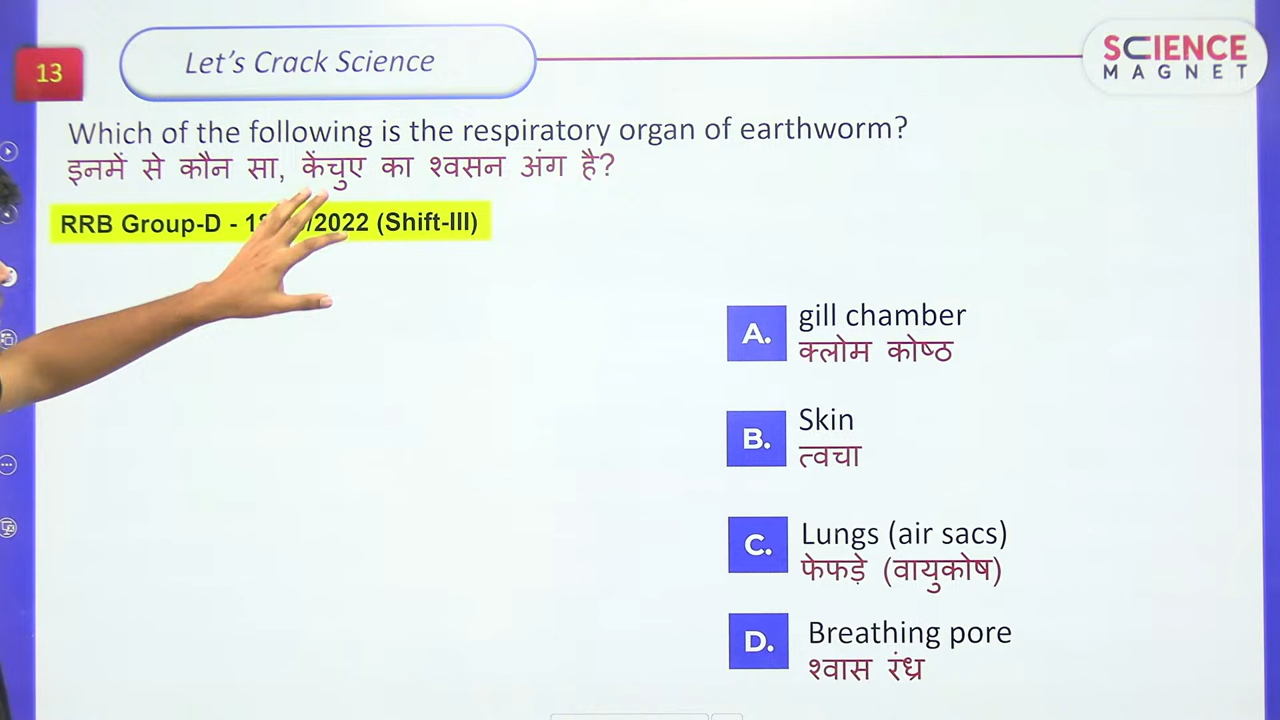 13
Let's Crack Science
SCIENCE
MAGNET
Which of the following is the respiratory organ of earthworm?
इनमें से कौन सा, केंचुए का श्वसन अंग है?
RRB Group-D - /2022 (Shift-III)
A.
gill chamber
क्लोम कोष्ठ
B.
Skin
त्वचा
C.
Lungs (air sacs)
फेफड़े (वायुकोष)
D.
Breathing pore
श्वास रंध्र